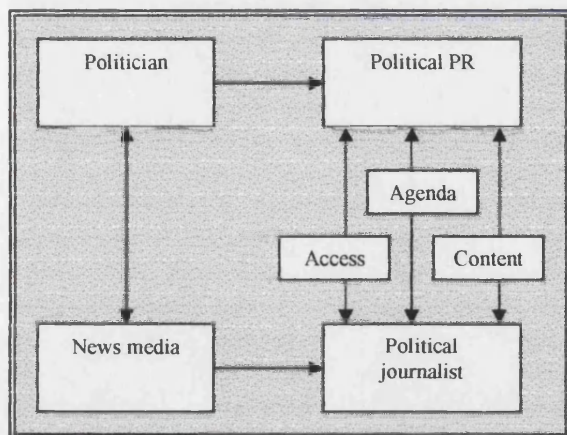 Politician
Political PR
Agenda
Access
Content
News media
Political
journalist